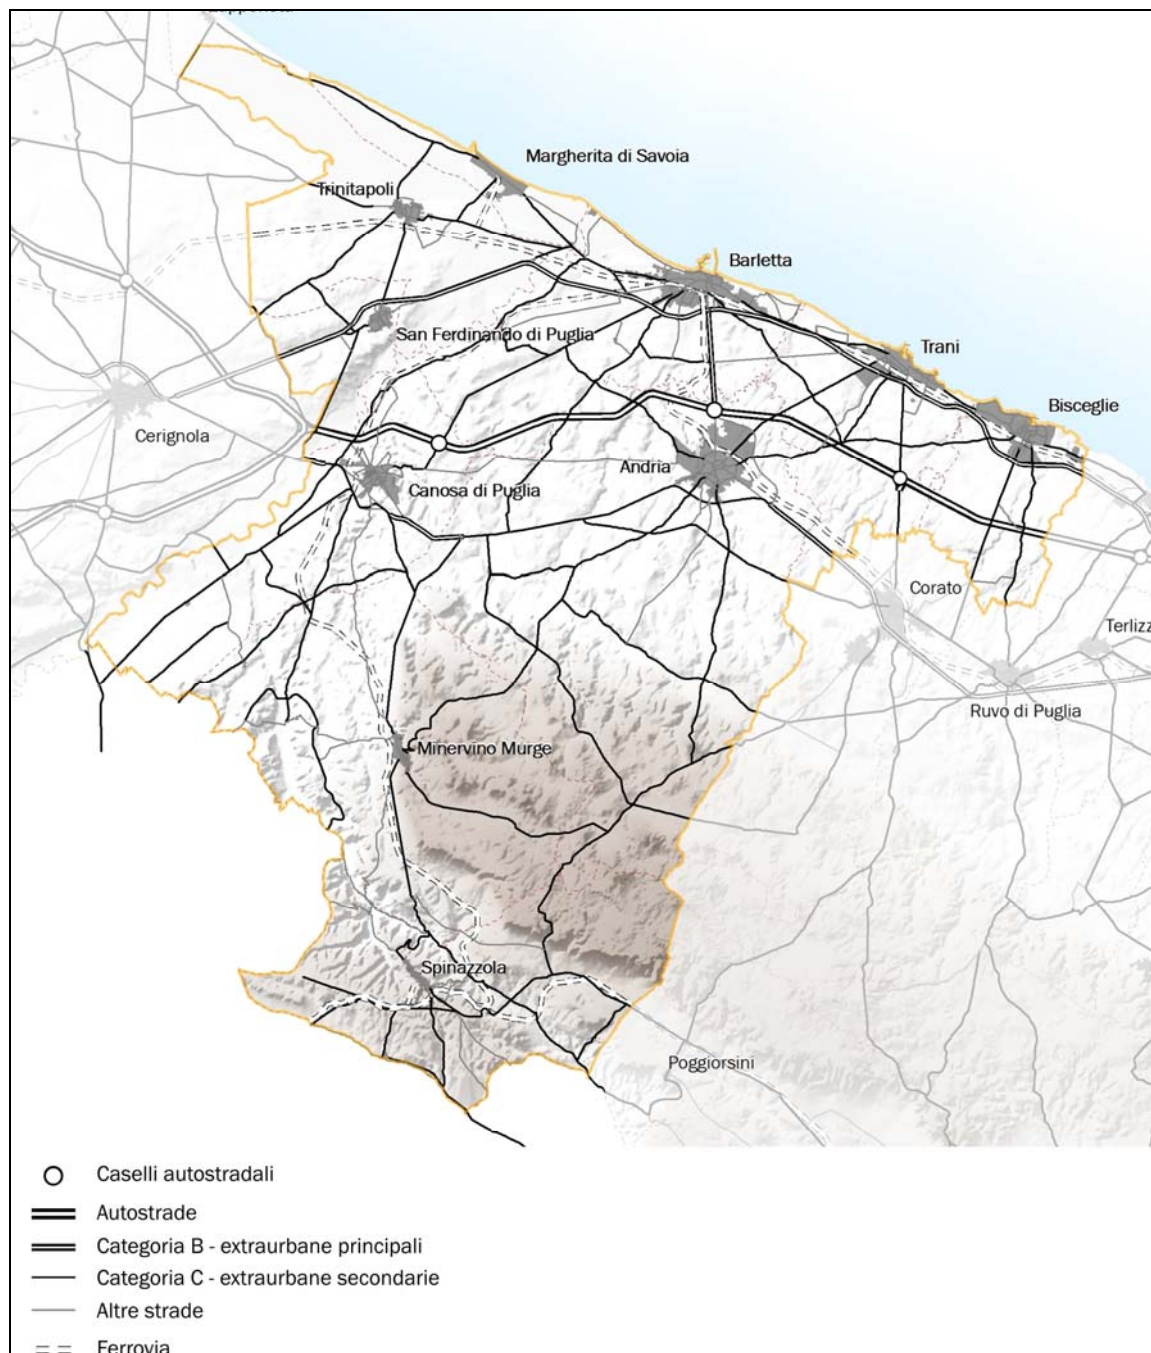 Margherita di Savoia
Trinitapoli
Barletta
San Ferdinando di Puglia
Trani
Bisceglie
Cerignola
Andria
Canosa di Puglia
Corato
Terlizz
Ruvo di Puglia
Minervino Murge
Spinazzola
Poggiorsini
Caselli autostradali
Autostrade
Categoria B - extraurbane principali
Categoria C - extraurbane secondarie
Altre strade
Ferrovia